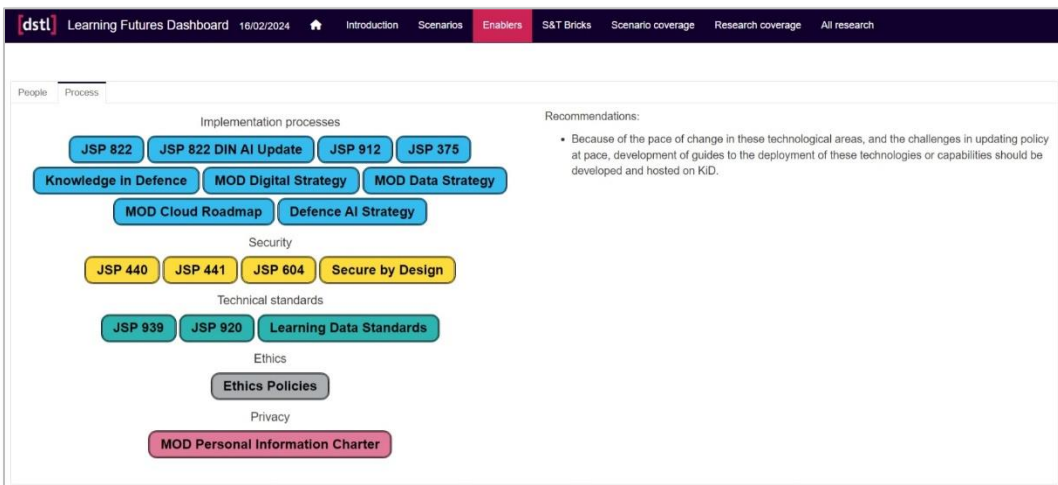 [dstl] Learning Futures Dashboard 16/02/2024 Introduction Scenarios Enablers S&T Bricks Scenario coverage Research coverage All research
People Process
Implementation processes
JSP 822 JSP 822 DIN AI Update JSP 912 JSP 375
Knowledge in Defence MOD Digital Strategy MOD Data Strategy
MOD Cloud Roadmap Defence AI Strategy
Security
JSP 440 JSP 441 JSP 604 Secure by Design
Technical standards
JSP 939 JSP 920 Learning Data Standards
Ethics
Ethics Policies
Privacy
MOD Personal Information Charter
Recommendations:
• Because of the pace of change in these technological areas, and the challenges in updating policy
at pace, development of guides to the deployment of these technologies or capabilities should be
developed and hosted on KiD.